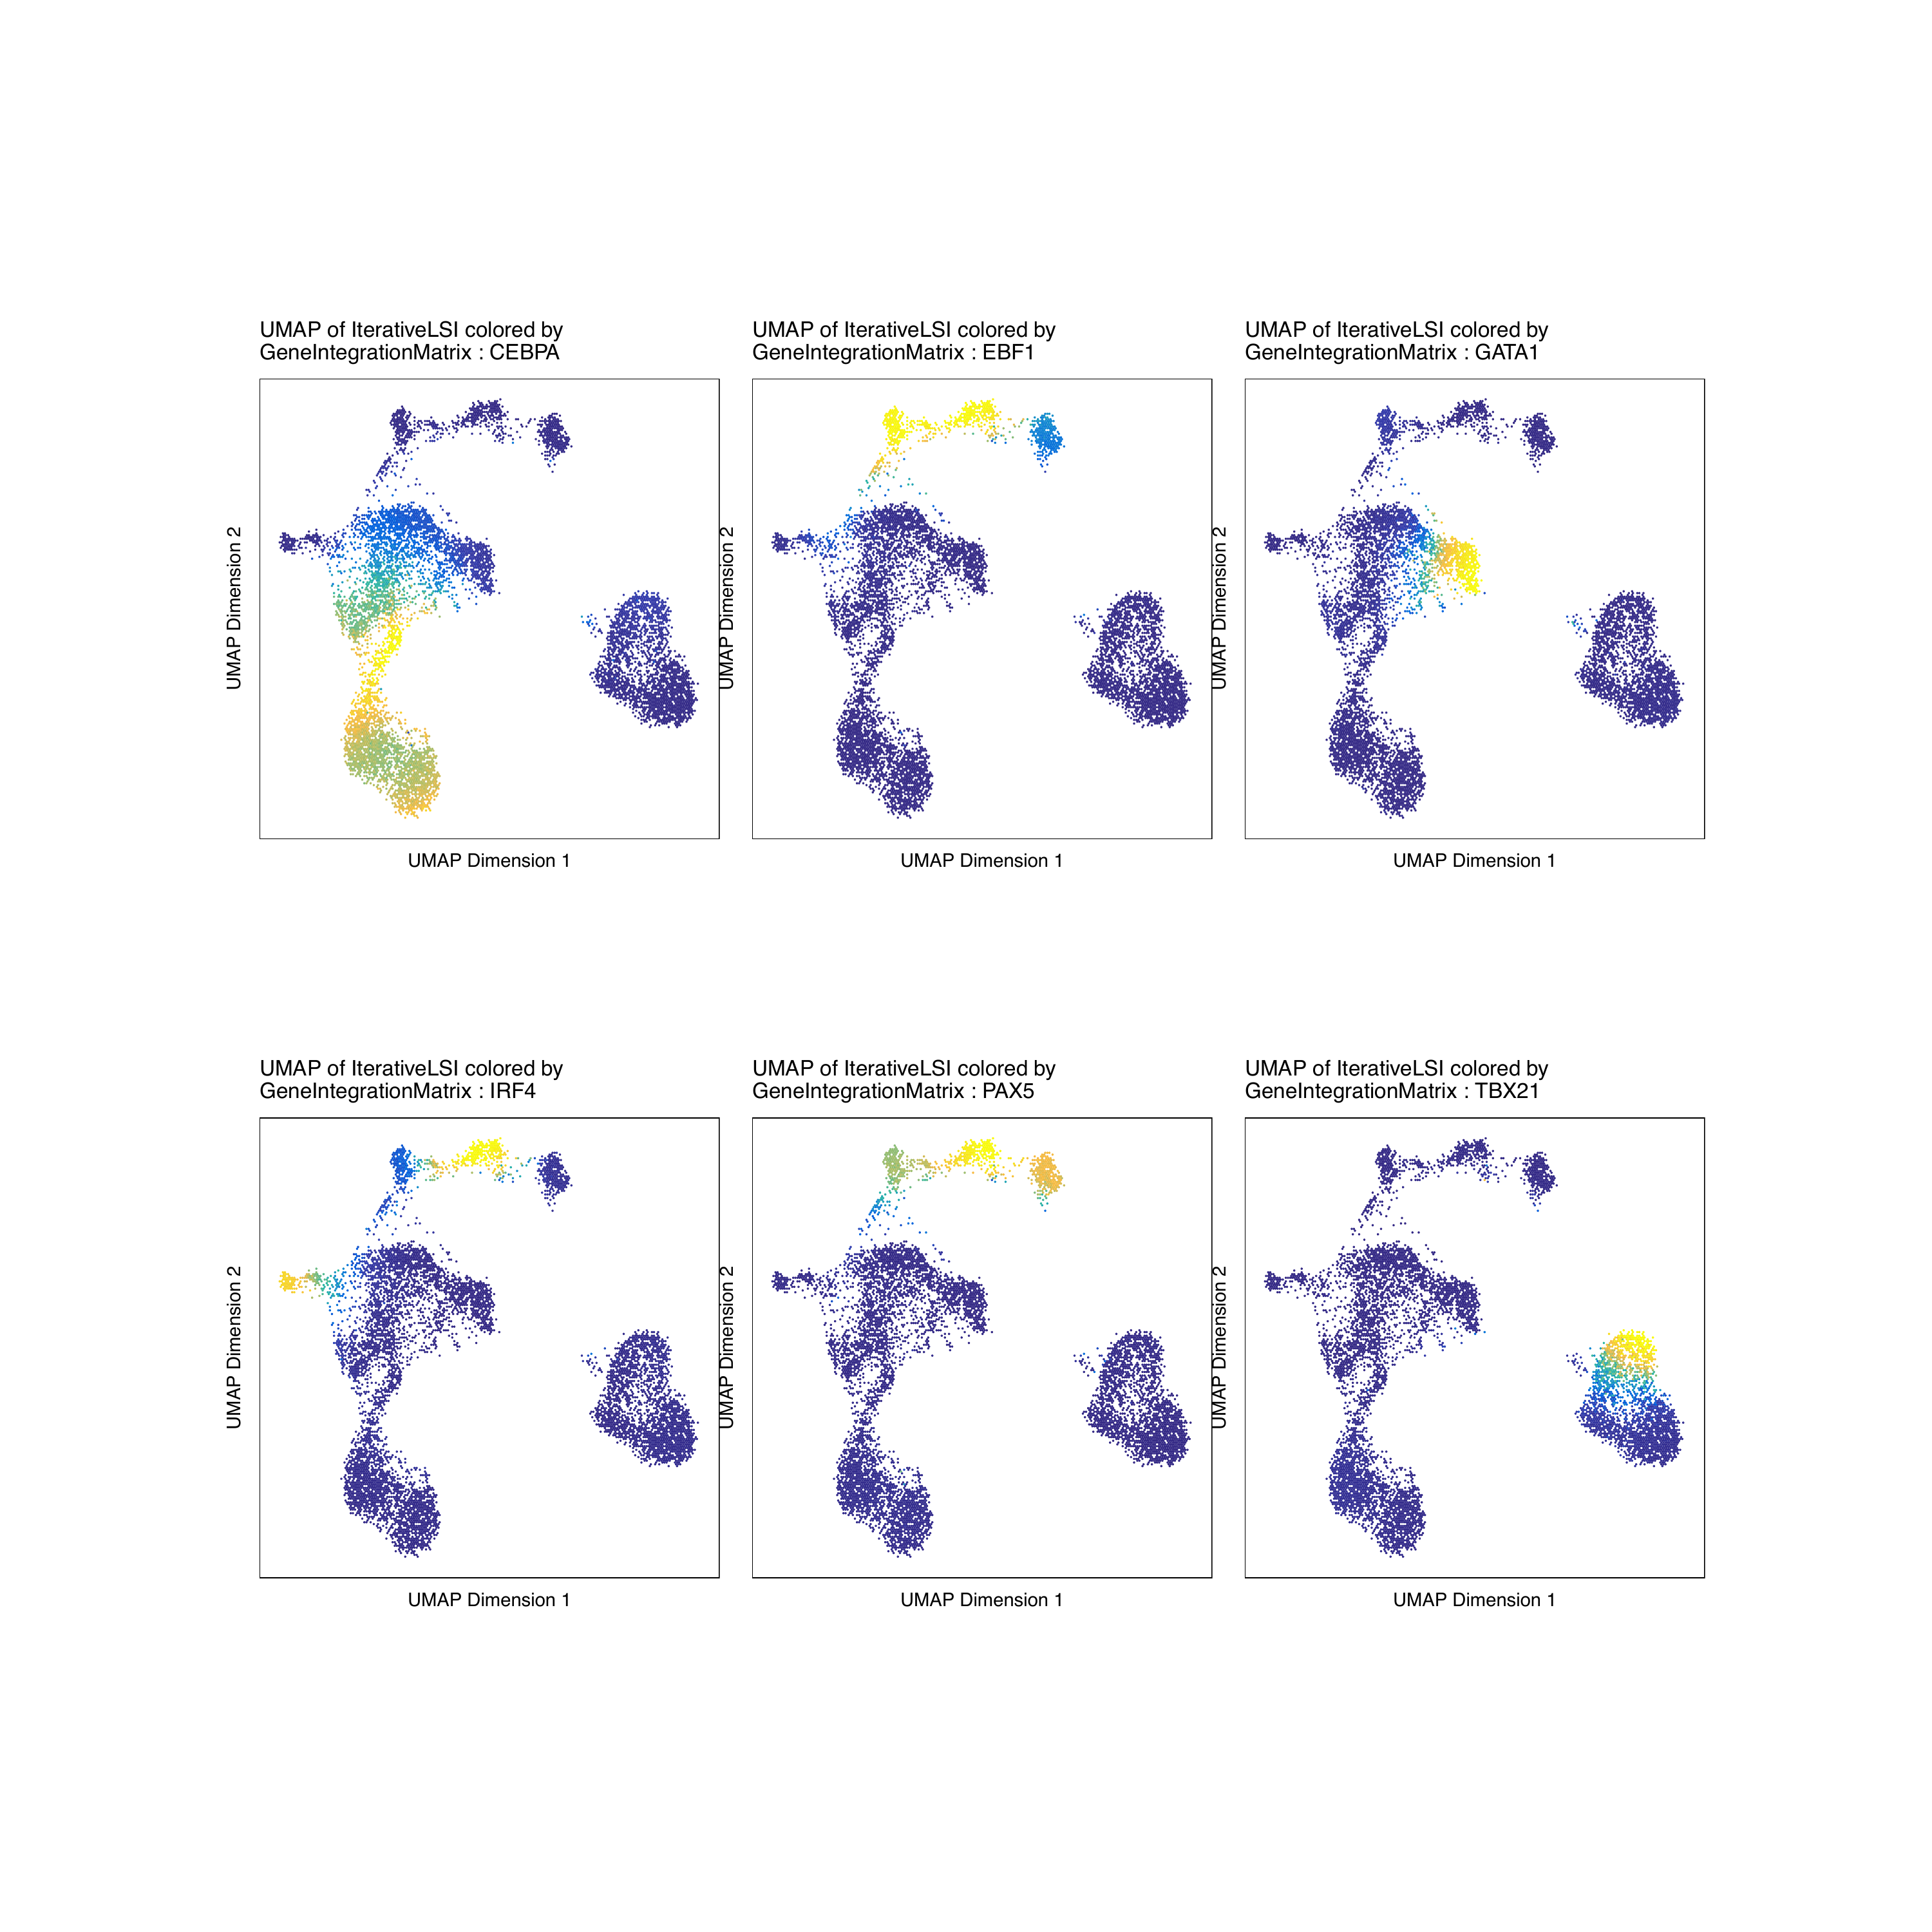 UMAP of IterativeLSI colored by
GeneIntegrationMatrix : CEBPA
UMAP Dimension 2
UMAP Dimension 1
UMAP of IterativeLSI colored by
GeneIntegrationMatrix : EBF1
UMAP Dimension 2
UMAP Dimension 1
UMAP of IterativeLSI colored by
GeneIntegrationMatrix : GATA1
UMAP Dimension 2
UMAP Dimension 1
UMAP of IterativeLSI colored by
GeneIntegrationMatrix : IRF4
UMAP Dimension 2
UMAP Dimension 1
UMAP of IterativeLSI colored by
GeneIntegrationMatrix : PAX5
UMAP Dimension 2
UMAP Dimension 1
UMAP of IterativeLSI colored by
GeneIntegrationMatrix : TBX21
UMAP Dimension 2
UMAP Dimension 1